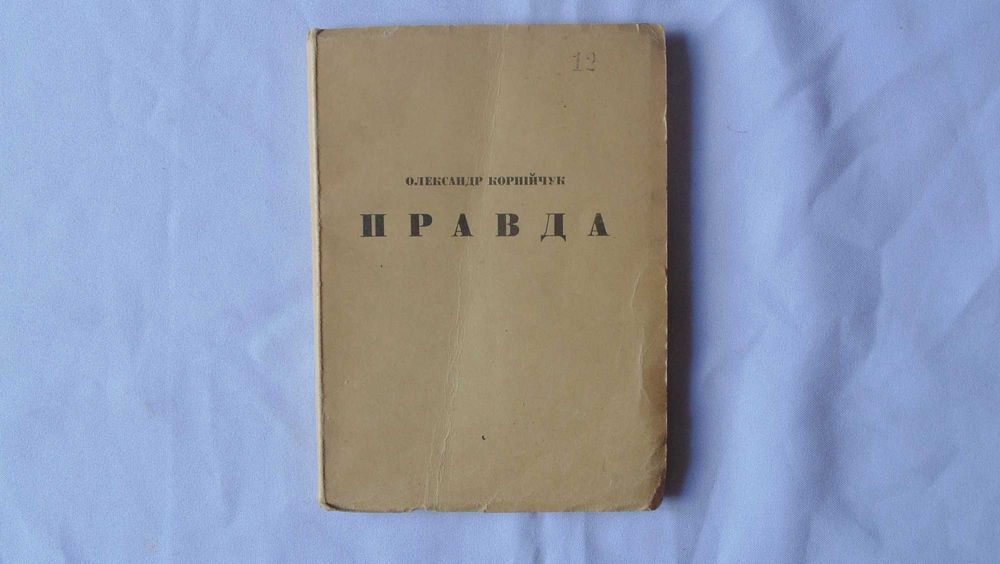 12
ОЛЕКСАНДР КОРНІЙЧУК
ПРАВДА